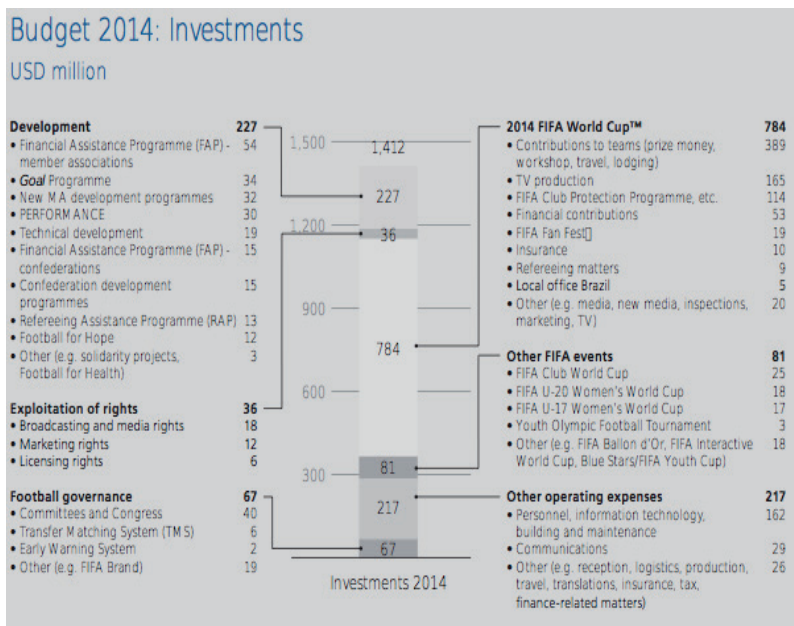 Budget 2014: Investments
USD million
Development 227
• Financial Assistance Programme (FAP) - 54
member associations
• Goal Programme 34
• New MA development programmes 32
• PERFORMANCE 30
• Technical development 19
• Financial Assistance Programme (FAP) - 15
confederations
• Confederation development 15
programmes
• Refereeing Assistance Programme (RAP) 13
• Football for Hope 12
• Other (e.g. solidarity projects, 3
Football for Health)
Exploitation of rights 36
• Broadcasting and media rights 18
• Marketing rights 12
• Licensing rights 6
Football governance 67
• Committees and Congress 40
• Transfer Matching System (TMS) 6
• Early Warning System 2
• Other (e.g. FIFA Brand) 19
1,500
1,200
900
600
300
1,412
227
36
784
81
217
67
Investments 2014
2014 FIFA World Cup™ 784
• Contributions to teams (prize money, 389
workshop, travel, lodging)
• TV production 165
• FIFA Club Protection Programme, etc. 114
• Financial contributions 53
• FIFA Fan Fest▯ 19
• Insurance 10
• Refereeing matters 9
• Local office Brazil 5
• Other (e.g. media, new media, inspections, 20
marketing, TV)
Other FIFA events 81
• FIFA Club World Cup 25
• FIFA U-20 Women's World Cup 18
• FIFA U-17 Women's World Cup 17
• Youth Olympic Football Tournament 3
• Other (e.g. FIFA Ballon d'Or, FIFA Interactive 18
World Cup, Blue Stars/FIFA Youth Cup)
Other operating expenses 217
• Personnel, information technology, 162
building and maintenance
• Communications 29
• Other (e.g. reception, logistics, production, 26
travel, translations, insurance, tax,
finance-related matters)